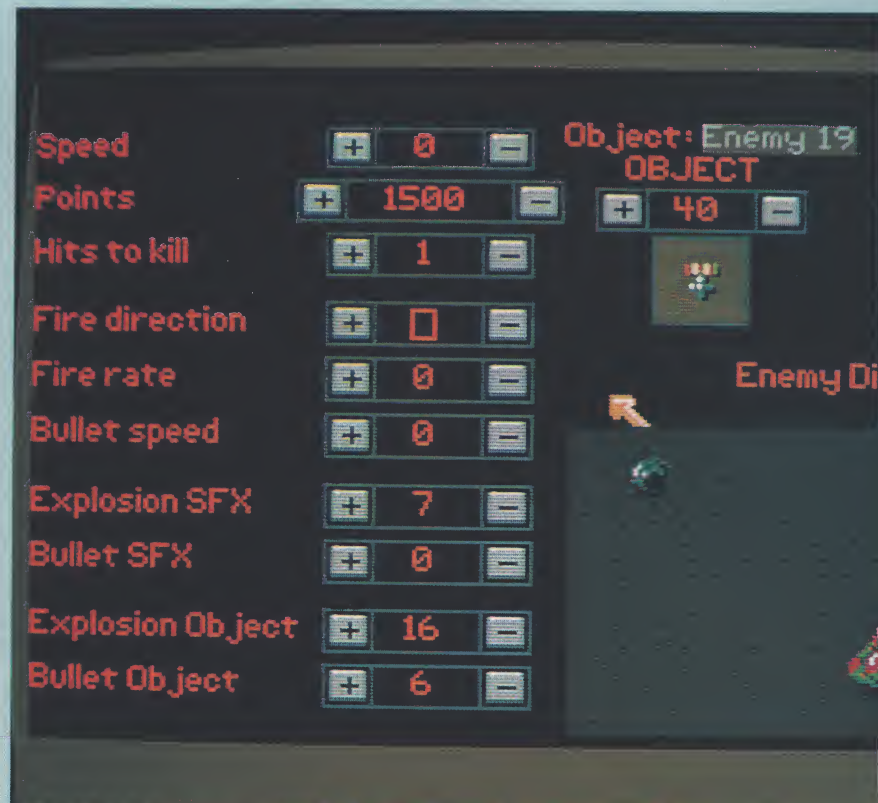 Speed + 0 -
Points + 1500 -
Hits to kill + 1 -
Fire direction + -
Fire rate + 0 -
Bullet speed + 0 -
Explosion SFX + 7 -
Bullet SFX + 0 -
Explosion Object + 16 -
Bullet Object + 6 -
Object: Enemy 19
OBJECT
+ 40 -
Enemy Di